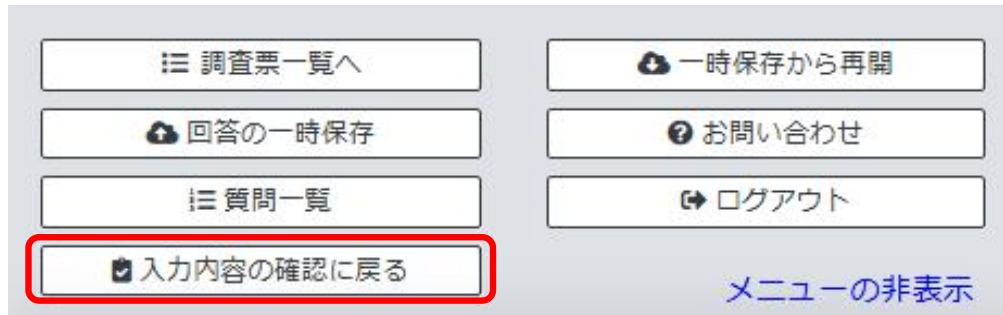 調査票一覧へ
一時保存から再開
回答の一時保存
お問い合わせ
質問一覧
ログアウト
入力内容の確認に戻る
メニューの非表示